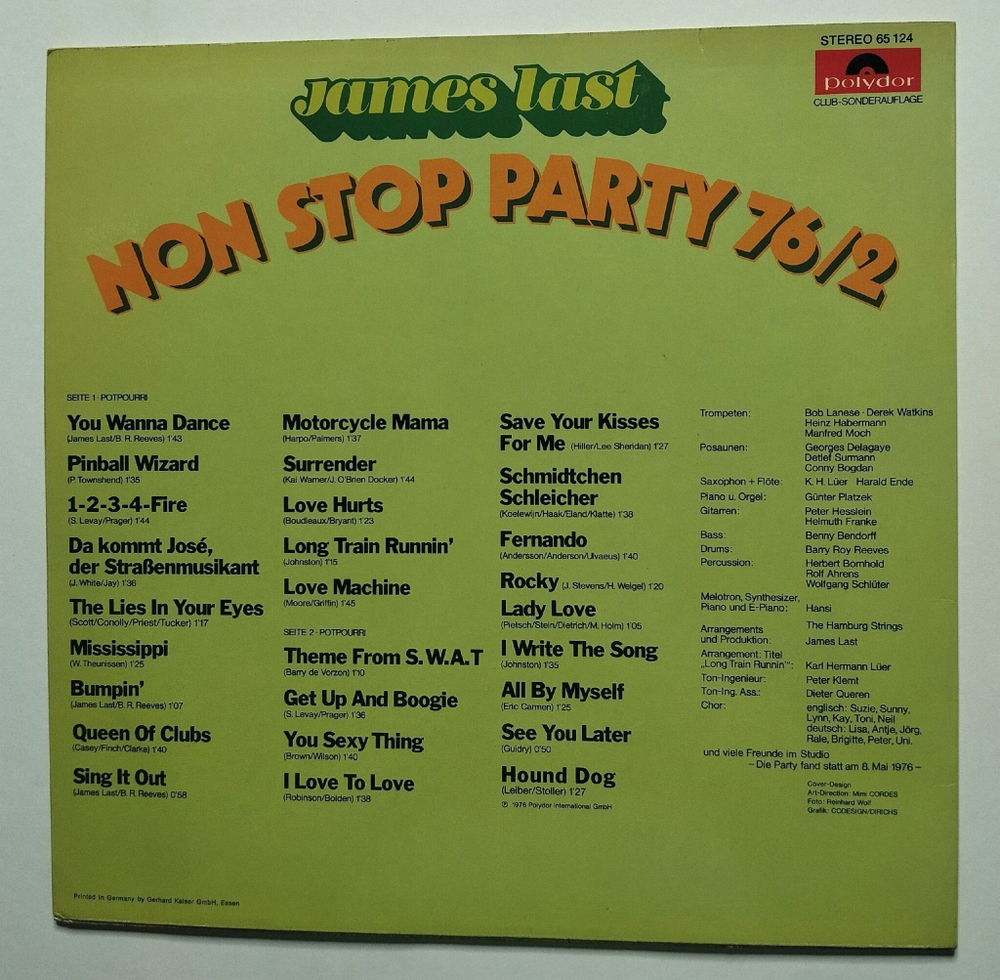 STEREO 65 124
polydor
CLUB-SONDERAUFLAGE
james last
NON STOP PARTY 76/2
SEITE 1 · POTPOURRI
You Wanna Dance
(James Last/B. R. Reeves) 1'43
Pinball Wizard
(P. Townshend) 1'35
1-2-3-4-Fire
(S. Levay/Prager) 1'44
Da kommt José,
der Straßenmusikant
(J. White/Jay) 1'36
The Lies In Your Eyes
(Scott/Conolly/Priest/Tucker) 1'17
Mississippi
(W. Theunissen) 1'25
Bumpin'
(James Last/B. R. Reeves) 1'07
Queen Of Clubs
(Casey/Finch/Clarke) 1'40
Sing It Out
(James Last/B. R. Reeves) 0'58
Motorcycle Mama
(Harpo/Palmers) 1'37
Surrender
(Kai Warner/J. O'Brien Docker) 1'44
Love Hurts
(Boudleaux/Bryant) 1'23
Long Train Runnin'
(Johnston) 1'15
Love Machine
(Moore/Griffin) 1'45
SEITE 2 · POTPOURRI
Theme From S.W.A.T
(Barry de Vorzon) 1'10
Get Up And Boogie
(S. Levay/Prager) 1'36
You Sexy Thing
(Brown/Wilson) 1'40
I Love To Love
(Robinson/Bolden) 1'38
Save Your Kisses
For Me (Hiller/Lee Sheridan) 1'27
Schmidtchen
Schleicher
(Koelewijn/Haak/Eland/Klatte) 1'38
Fernando
(Andersson/Anderson/Ulvaeus) 1'40
Rocky (J. Stevens/H. Weigel) 1'20
Lady Love
(Pietsch/Stein/Dietrich/M. Holm) 1'05
I Write The Song
(Johnston) 1'35
All By Myself
(Eric Carmen) 1'25
See You Later
(Guidry) 0'50
Hound Dog
(Leiber/Stoller) 1'27
℗ 1976 Polydor International GmbH
Trompeten: Bob Lanese · Derek Watkins
Heinz Habermann
Manfred Moch
Posaunen: Georges Delagaye
Detlef Surmann
Conny Bogdan
Saxophon + Flöte: K. H. Lüer Harald Ende
Piano u. Orgel: Günter Platzek
Gitarren: Peter Hesslein
Helmuth Franke
Bass: Benny Bendorff
Drums: Barry Roy Reeves
Percussion: Herbert Bornhold
Rolf Ahrens
Wolfgang Schlüter
Melotron, Synthesizer,
Piano und E-Piano: Hansi
The Hamburg Strings
Arrangements
und Produktion: James Last
Arrangement: Titel
„Long Train Runnin'": Karl Hermann Lüer
Ton-Ingenieur: Peter Klemt
Ton-Ing. Ass.: Dieter Queren
Chor: englisch: Suzie, Sunny,
Lynn, Kay, Toni, Neil
deutsch: Lisa, Antje, Jörg,
Rale, Brigitte, Peter, Uni.
und viele Freunde im Studio
– Die Party fand statt am 8. Mai 1976 –
Cover-Design
Art-Direction: Mimi CORDES
Foto: Reinhard Wolf
Grafik: CODESIGN/DIRICHS
Printed in Germany by Gerhard Kaiser GmbH, Essen